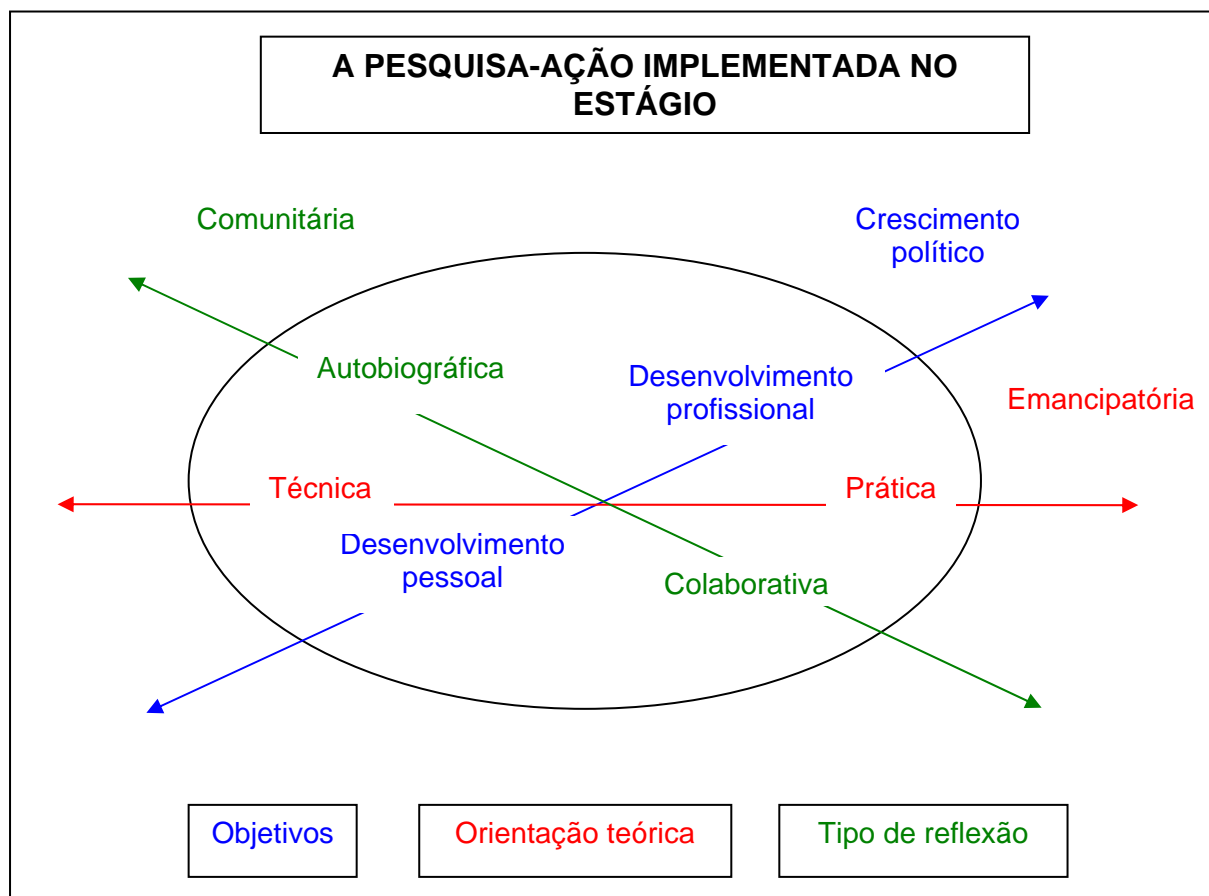 A PESQUISA-AÇÃO IMPLEMENTADA NO
ESTÁGIO
Comunitária
Crescimento
político
Autobiográfica
Desenvolvimento
profissional
Emancipatória
Técnica
Prática
Desenvolvimento
pessoal
Colaborativa
Objetivos
Orientação teórica
Tipo de reflexão